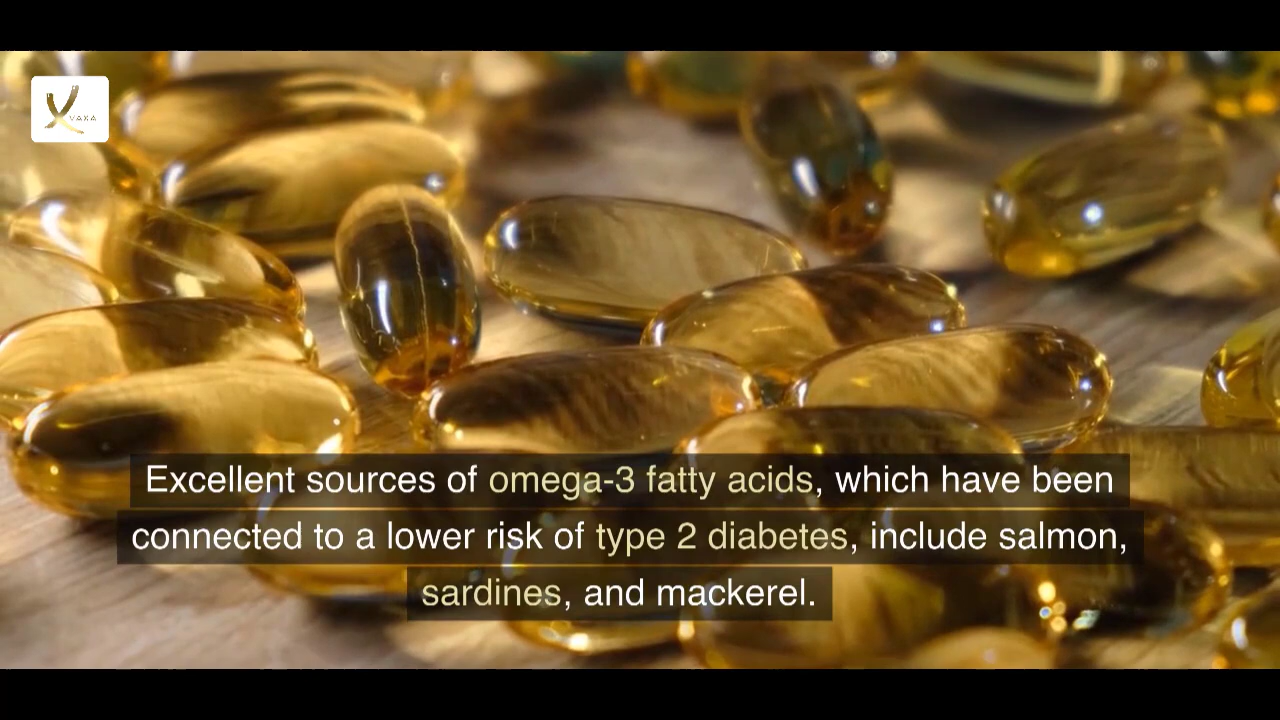 VAXA
Excellent sources of omega-3 fatty acids, which have been
connected to a lower risk of type 2 diabetes, include salmon,
sardines, and mackerel.